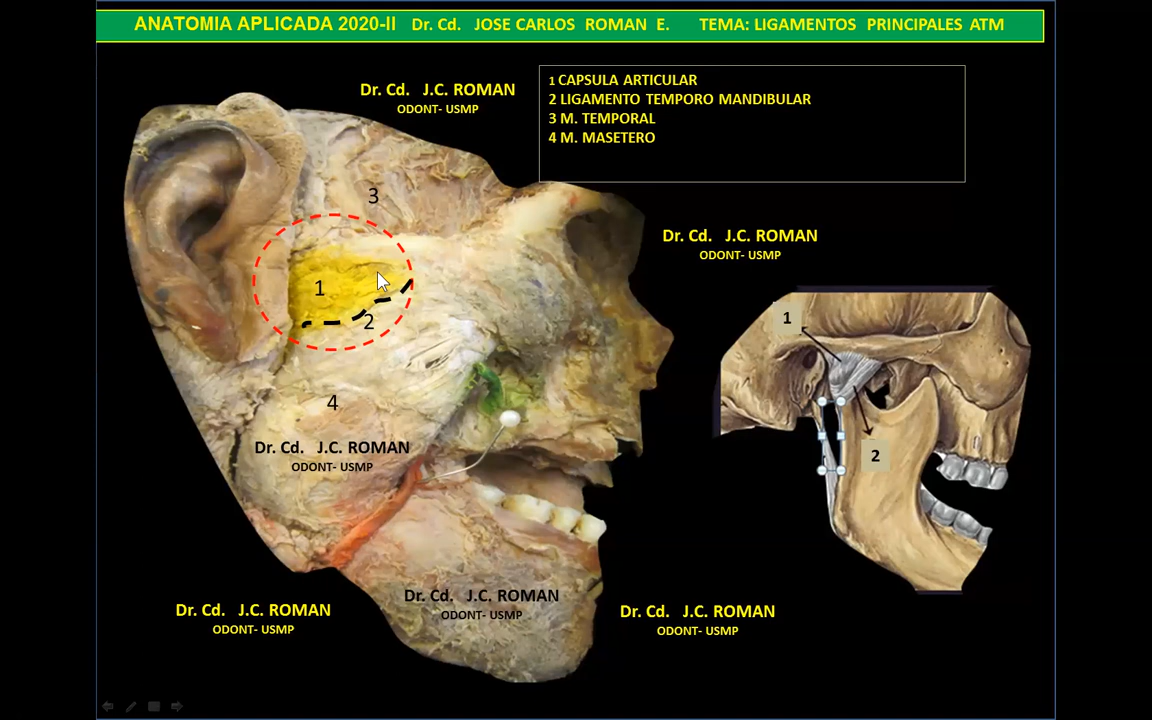 ANATOMIA APLICADA 2020-II Dr. Cd. JOSE CARLOS ROMAN E. TEMA: LIGAMENTOS PRINCIPALES ATM
Dr. Cd. J.C. ROMAN
ODONT- USMP
1 CAPSULA ARTICULAR
2 LIGAMENTO TEMPORO MANDIBULAR
3 M. TEMPORAL
4 M. MASETERO
3
Dr. Cd. J.C. ROMAN
ODONT- USMP
1
2
1
4
2
Dr. Cd. J.C. ROMAN
ODONT- USMP
Dr. Cd. J.C. ROMAN
ODONT- USMP
Dr. Cd. J.C. ROMAN
ODONT- USMP
Dr. Cd. J.C. ROMAN
ODONT- USMP